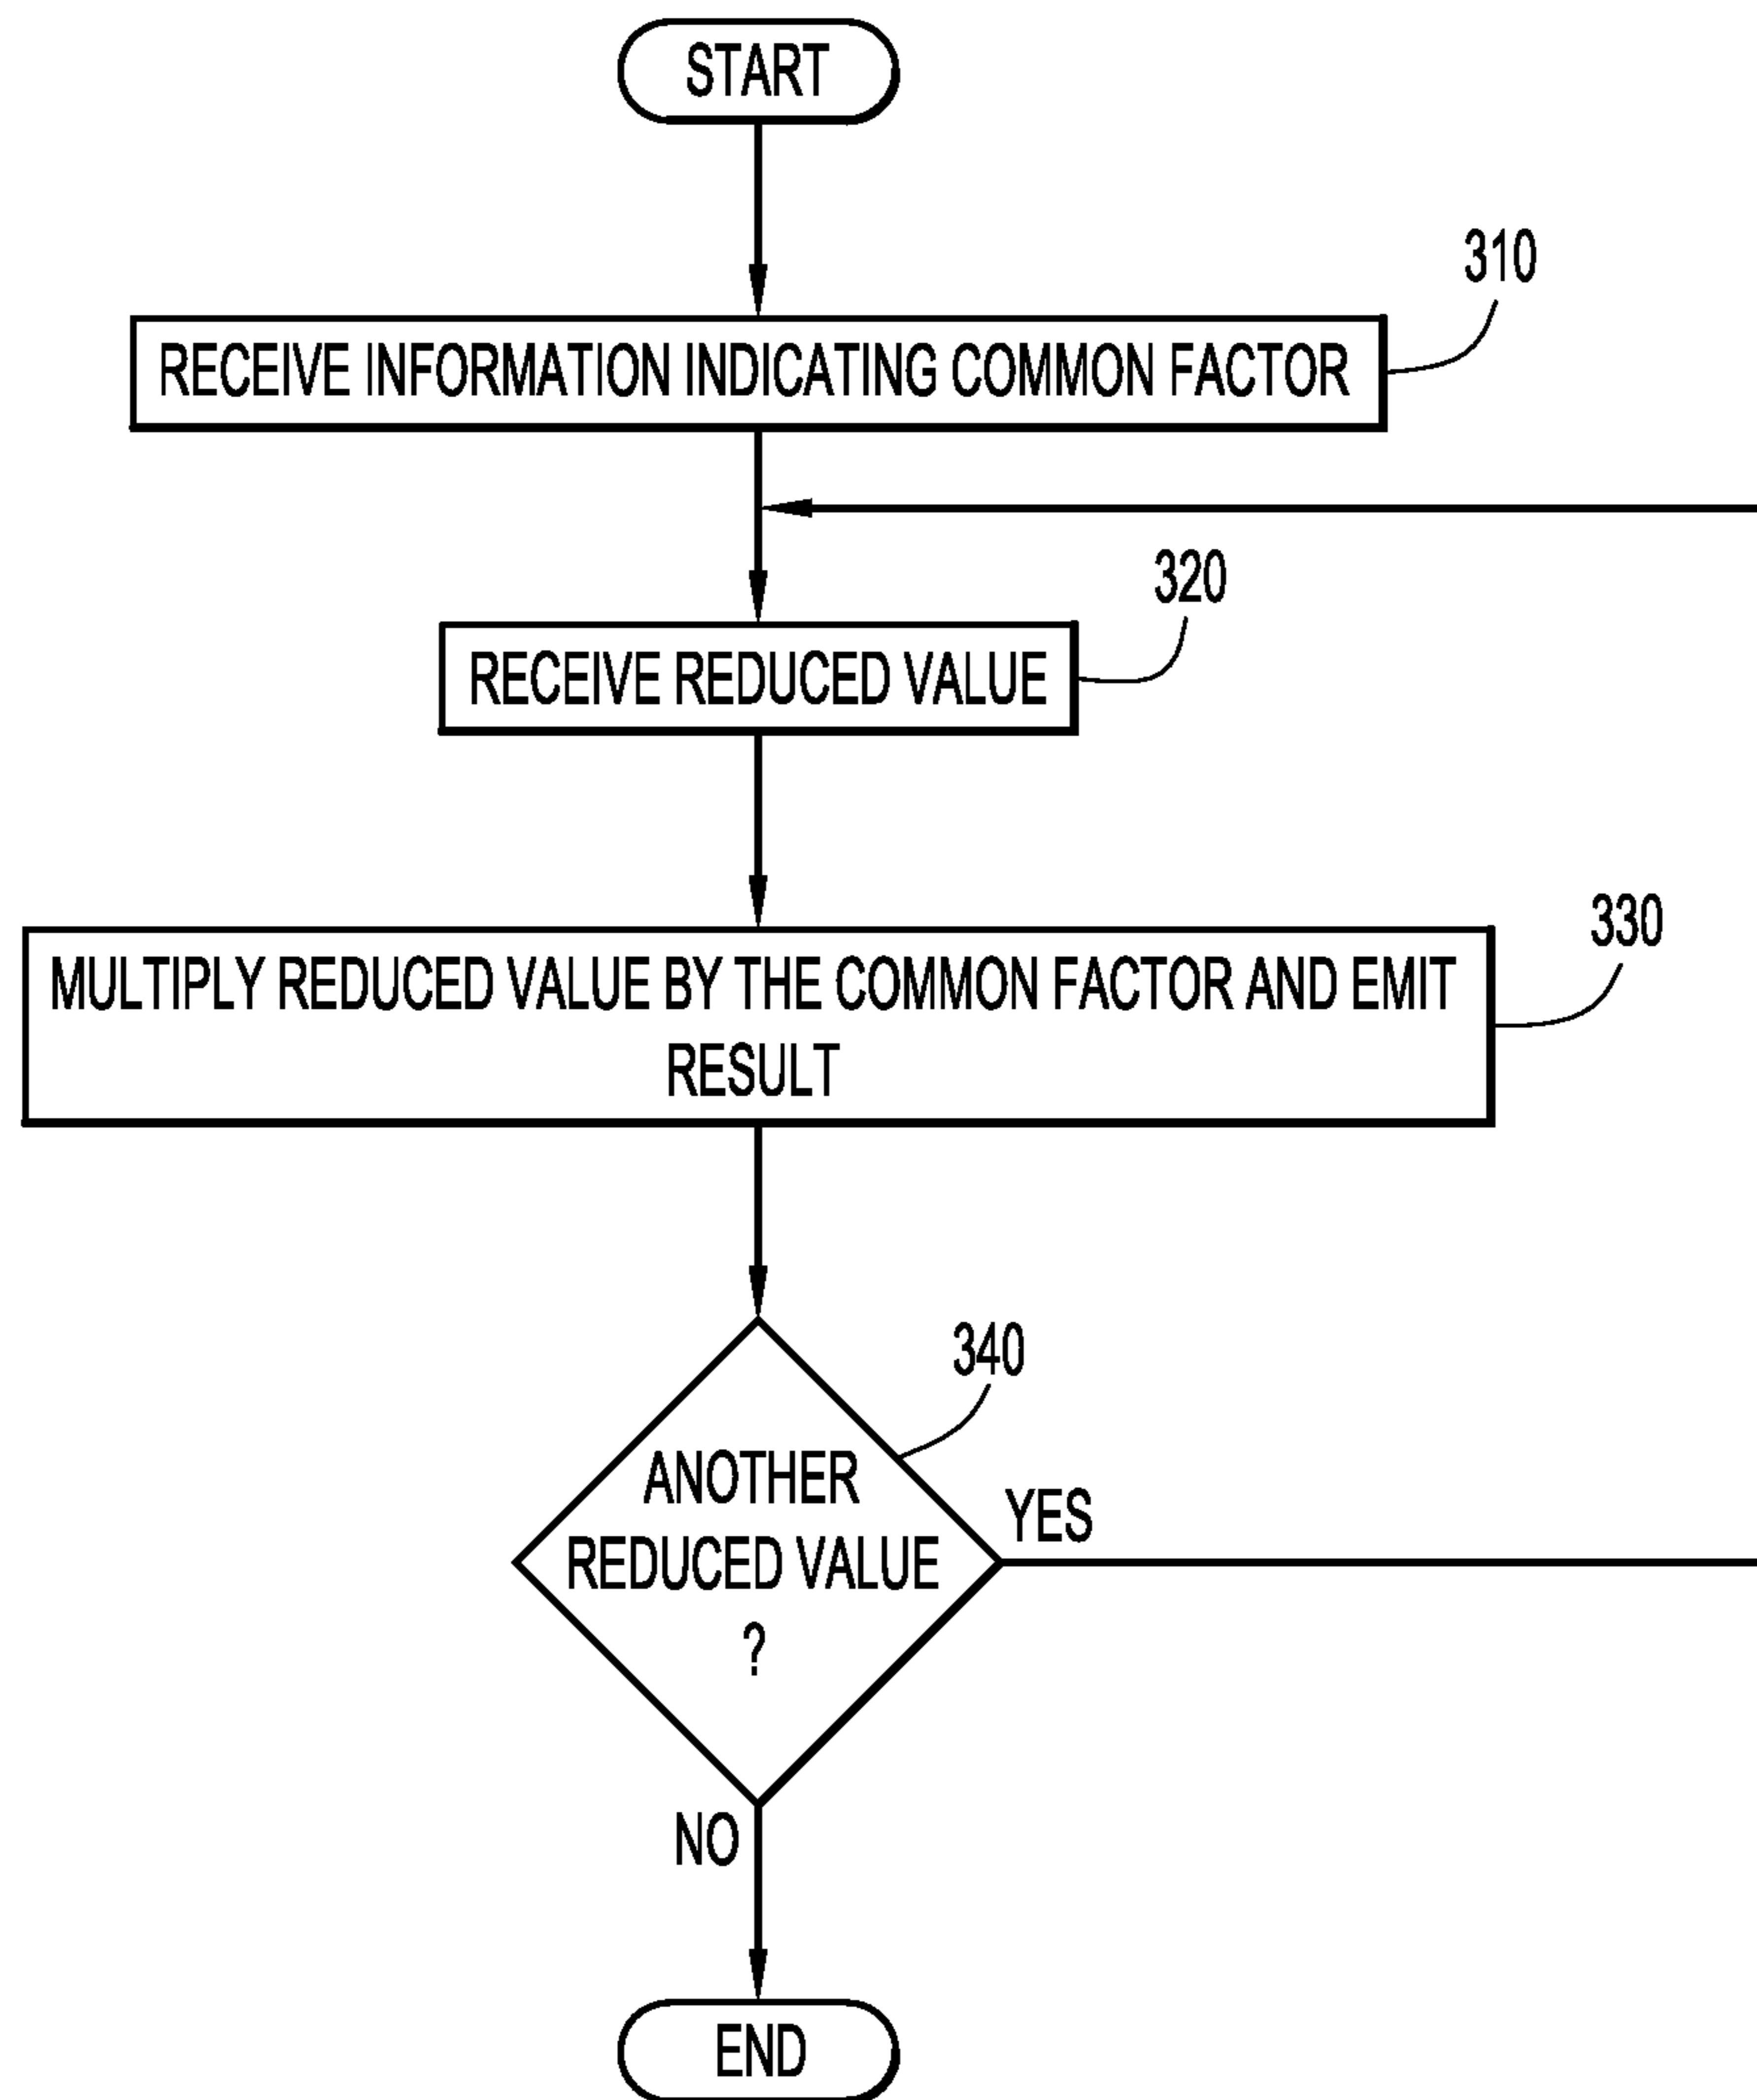 START
310
RECEIVE INFORMATION INDICATING COMMON FACTOR
320
RECEIVE REDUCED VALUE
330
MULTIPLY REDUCED VALUE BY THE COMMON FACTOR AND EMIT
RESULT
340
ANOTHER
REDUCED VALUE
?
YES
NO
END